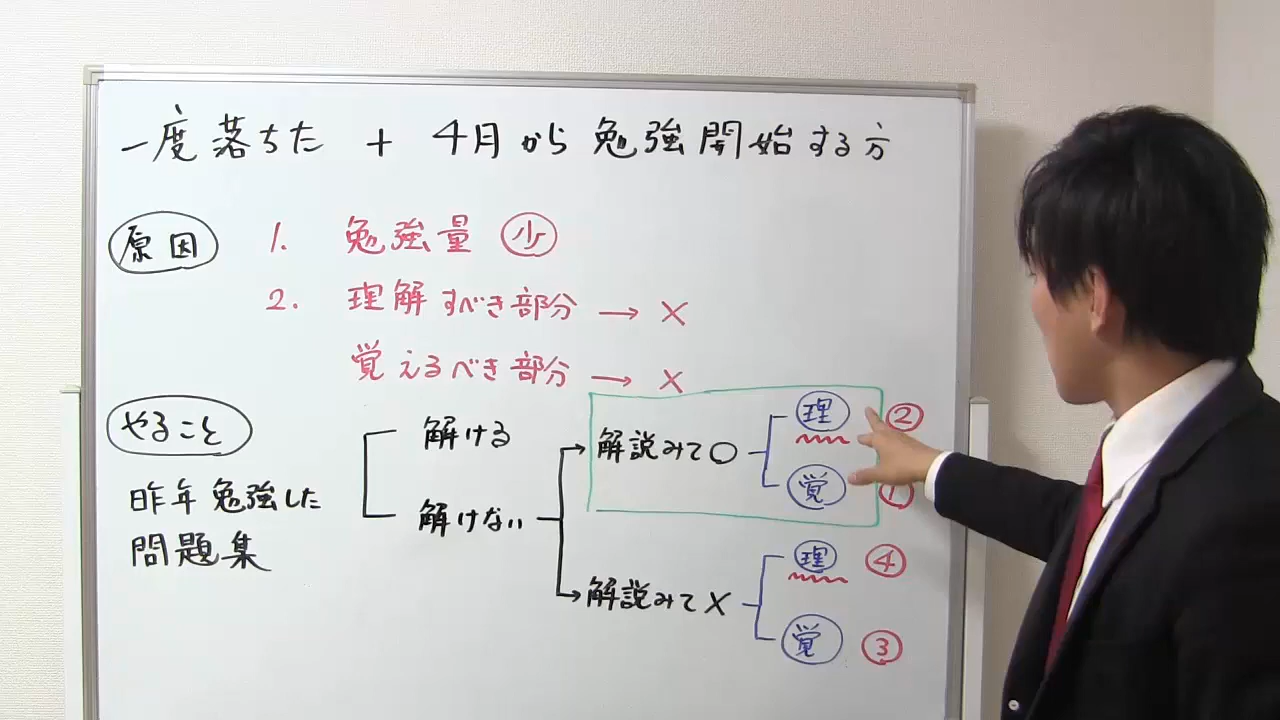 一度落ちた + 4月から勉強開始する方
原因 1. 勉強量 少
2. 理解すべき部分 → ×
覚えるべき部分 → ×
やること
昨年勉強した
問題集
解ける
解けない
解説みて○
理 ②
覚 ①
解説みて×
理 ④
覚 ③